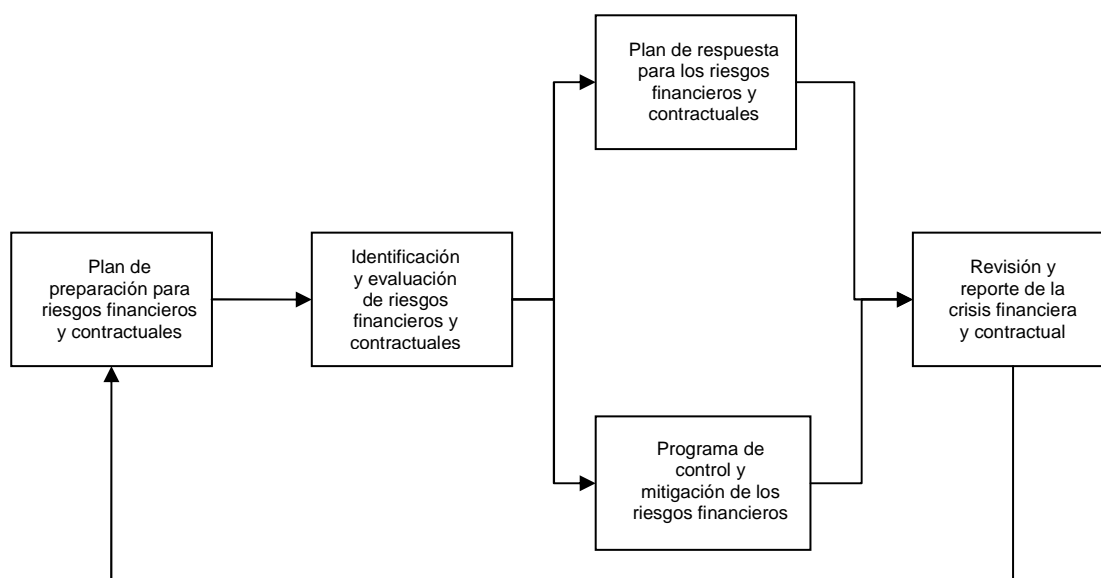 Plan de
preparación para
riesgos financieros
y contractuales
Identificación
y evaluación
de riesgos
financieros y
contractuales
Plan de respuesta
para los riesgos
financieros y
contractuales
Programa de
control y
mitigación de los
riesgos financieros
Revisión y
reporte de la
crisis financiera
y contractual